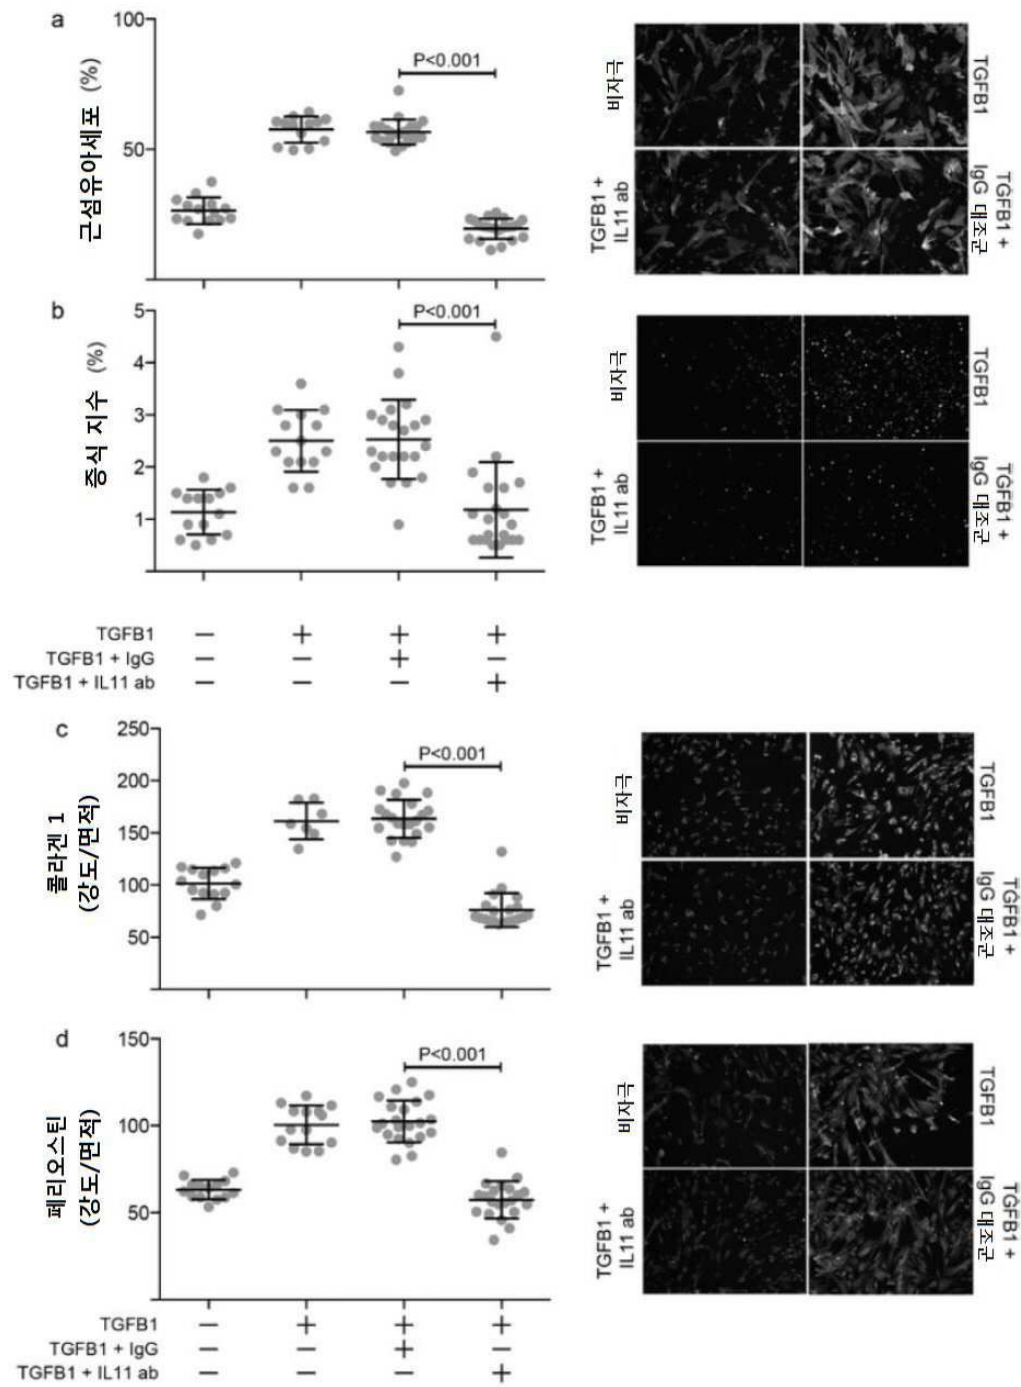 a
근섬유아세포 (%)
100
50
P<0.001
비자극
TGFB1
TGFB1 +
IL11 ab
TGFB1 +
IgG 대조군
b
증식 지수 (%)
5
4
3
2
1
P<0.001
비자극
TGFB1
TGFB1 +
IL11 ab
TGFB1 +
IgG 대조군
TGFB1 − + + +
TGFB1 + IgG − − + −
TGFB1 + IL11 ab − − − +
c
콜라겐 1
(강도/면적)
250
200
150
100
50
P<0.001
비자극
TGFB1
TGFB1 +
IL11 ab
TGFB1 +
IgG 대조군
d
페리오스틴
(강도/면적)
150
100
50
P<0.001
비자극
TGFB1
TGFB1 +
IL11 ab
TGFB1 +
IgG 대조군
TGFB1 − + + +
TGFB1 + IgG − − + −
TGFB1 + IL11 ab − − − +